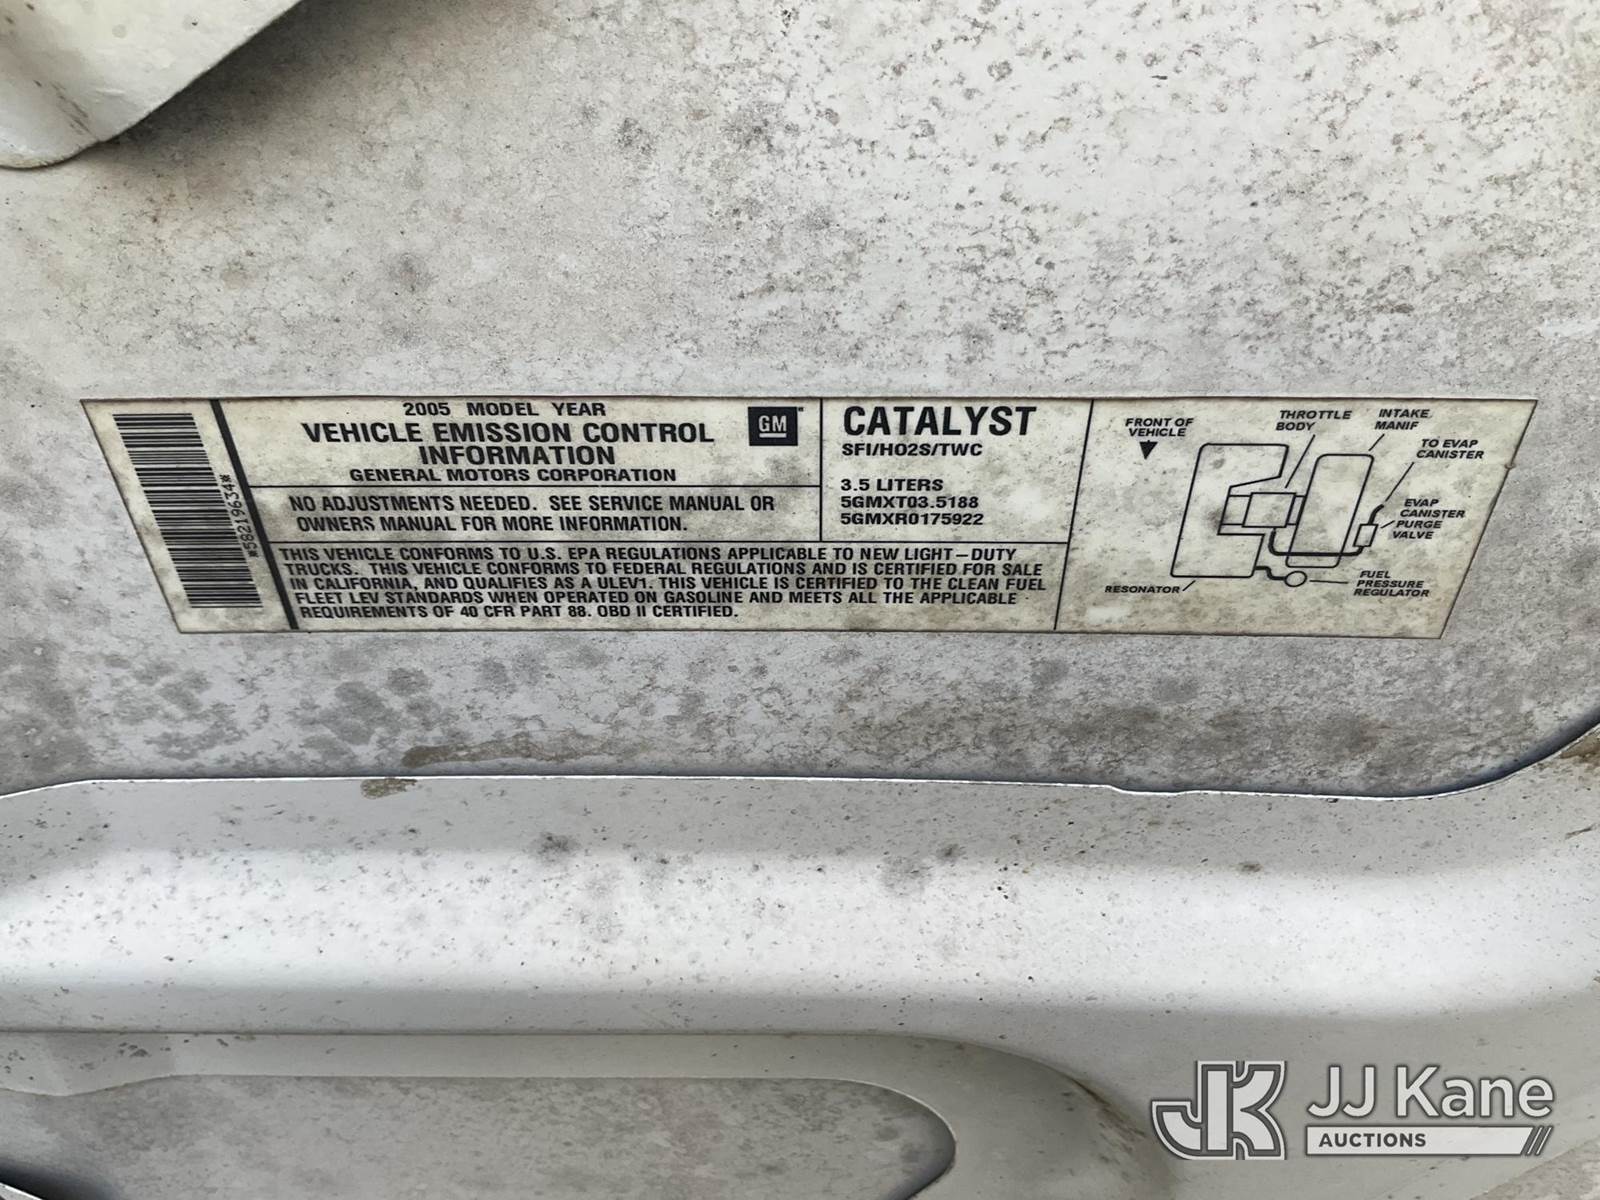 *58219634*
2005 MODEL YEAR
VEHICLE EMISSION CONTROL
INFORMATION
GENERAL MOTORS CORPORATION
GM
NO ADJUSTMENTS NEEDED. SEE SERVICE MANUAL OR
OWNERS MANUAL FOR MORE INFORMATION.
CATALYST
SFI/HO2S/TWC
3.5 LITERS
5GMXT03.5188
5GMXR0175922
THIS VEHICLE CONFORMS TO U.S. EPA REGULATIONS APPLICABLE TO NEW LIGHT-DUTY
TRUCKS. THIS VEHICLE CONFORMS TO FEDERAL REGULATIONS AND IS CERTIFIED FOR SALE
IN CALIFORNIA, AND QUALIFIES AS A ULEV1. THIS VEHICLE IS CERTIFIED TO THE CLEAN FUEL
FLEET LEV STANDARDS WHEN OPERATED ON GASOLINE AND MEETS ALL THE APPLICABLE
REQUIREMENTS OF 40 CFR PART 88. OBD II CERTIFIED.
FRONT OF
VEHICLE
THROTTLE
BODY
INTAKE
MANIF
TO EVAP
CANISTER
EVAP
CANISTER
PURGE
VALVE
FUEL
PRESSURE
REGULATOR
RESONATOR
JK
JJ Kane
AUCTIONS